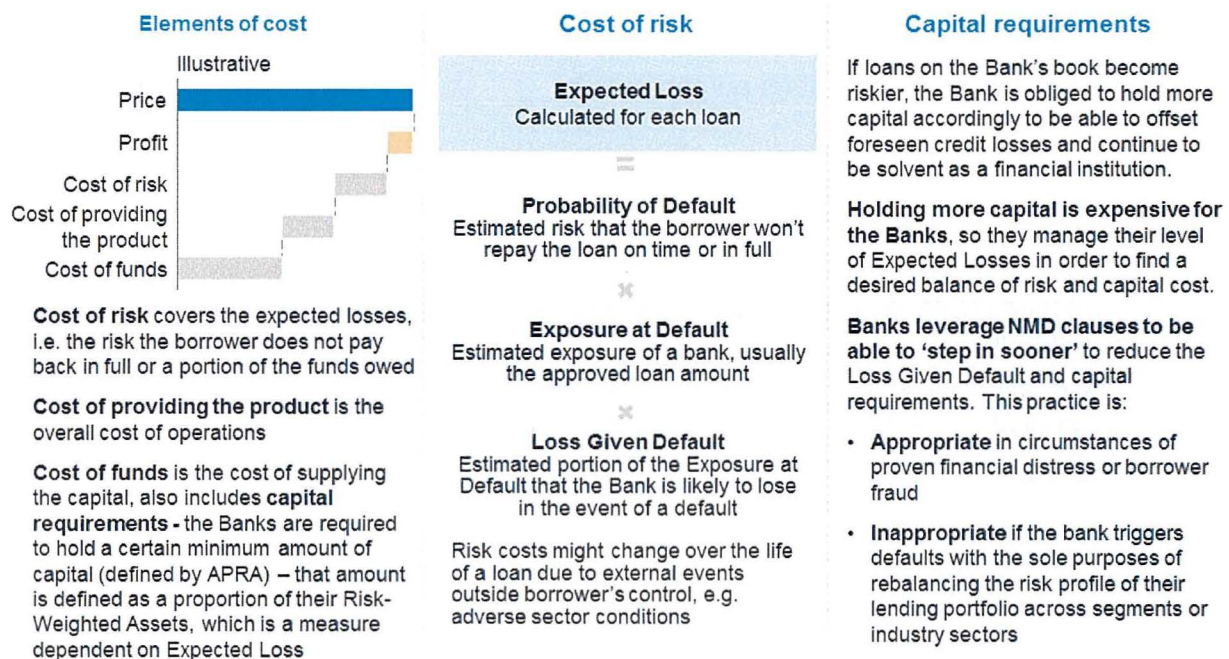 Elements of cost
Illustrative
Price
Profit
Cost of risk
Cost of providing
the product
Cost of funds
Cost of risk covers the expected losses,
i.e. the risk the borrower does not pay
back in full or a portion of the funds owed
Cost of providing the product is the
overall cost of operations
Cost of funds is the cost of supplying
the capital, also includes capital
requirements - the Banks are required
to hold a certain minimum amount of
capital (defined by APRA) – that amount
is defined as a proportion of their Risk-
Weighted Assets, which is a measure
dependent on Expected Loss
Cost of risk
Expected Loss
Calculated for each loan
=
Probability of Default
Estimated risk that the borrower won't
repay the loan on time or in full
×
Exposure at Default
Estimated exposure of a bank, usually
the approved loan amount
×
Loss Given Default
Estimated portion of the Exposure at
Default that the Bank is likely to lose
in the event of a default
Risk costs might change over the life
of a loan due to external events
outside borrower's control, e.g.
adverse sector conditions
Capital requirements
If loans on the Bank's book become
riskier, the Bank is obliged to hold more
capital accordingly to be able to offset
foreseen credit losses and continue to
be solvent as a financial institution.
Holding more capital is expensive for
the Banks, so they manage their level
of Expected Losses in order to find a
desired balance of risk and capital cost.
Banks leverage NMD clauses to be
able to 'step in sooner' to reduce the
Loss Given Default and capital
requirements. This practice is:
• Appropriate in circumstances of
proven financial distress or borrower
fraud
• Inappropriate if the bank triggers
defaults with the sole purposes of
rebalancing the risk profile of their
lending portfolio across segments or
industry sectors